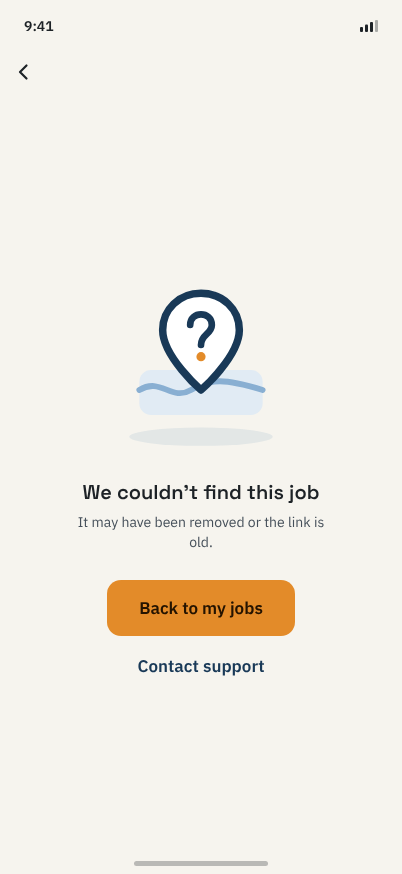 9:41
?
We couldn't find this job
It may have been removed or the link is
old.
Back to my jobs
Contact support